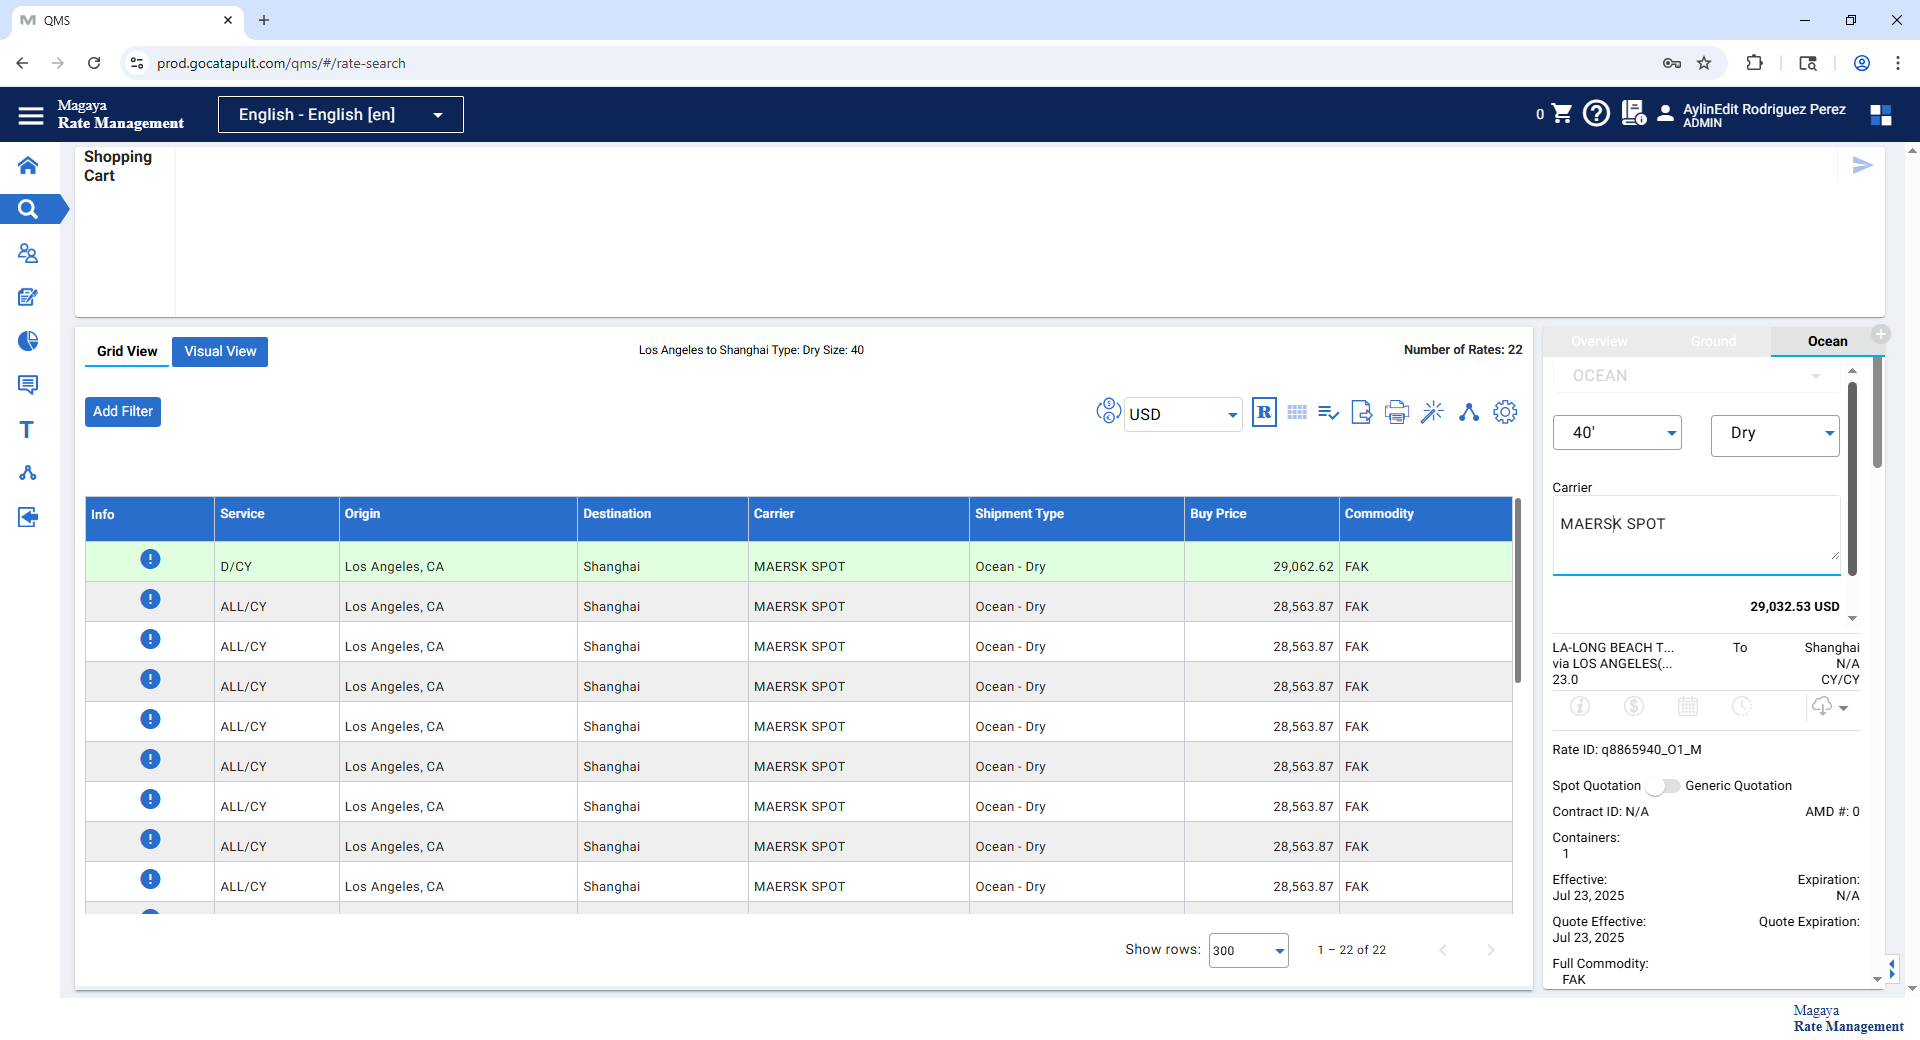 QMS
prod.gocatapult.com/qms/#/rate-search
Magaya
Rate Management
English - English [en]
0
AylinEdit Rodriguez Perez
ADMIN
Shopping
Cart
Grid View
Visual View
Los Angeles to Shanghai Type: Dry Size: 40
Number of Rates: 22
Add Filter
USD
R
Info Service Origin Destination Carrier Shipment Type Buy Price Commodity
D/CY Los Angeles, CA Shanghai MAERSK SPOT Ocean - Dry 29,062.62 FAK
ALL/CY Los Angeles, CA Shanghai MAERSK SPOT Ocean - Dry 28,563.87 FAK
ALL/CY Los Angeles, CA Shanghai MAERSK SPOT Ocean - Dry 28,563.87 FAK
ALL/CY Los Angeles, CA Shanghai MAERSK SPOT Ocean - Dry 28,563.87 FAK
ALL/CY Los Angeles, CA Shanghai MAERSK SPOT Ocean - Dry 28,563.87 FAK
ALL/CY Los Angeles, CA Shanghai MAERSK SPOT Ocean - Dry 28,563.87 FAK
ALL/CY Los Angeles, CA Shanghai MAERSK SPOT Ocean - Dry 28,563.87 FAK
ALL/CY Los Angeles, CA Shanghai MAERSK SPOT Ocean - Dry 28,563.87 FAK
ALL/CY Los Angeles, CA Shanghai MAERSK SPOT Ocean - Dry 28,563.87 FAK
Show rows: 300 1 – 22 of 22
Overview Ground Ocean
OCEAN
40' Dry
Carrier
MAERSK SPOT
29,032.53 USD
LA-LONG BEACH T... To Shanghai
via LOS ANGELES(... N/A
23.0 CY/CY
Rate ID: q8865940_O1_M
Spot Quotation Generic Quotation
Contract ID: N/A AMD #: 0
Containers:
1
Effective: Expiration:
Jul 23, 2025 N/A
Quote Effective: Quote Expiration:
Jul 23, 2025
Full Commodity:
FAK
Magaya
Rate Management